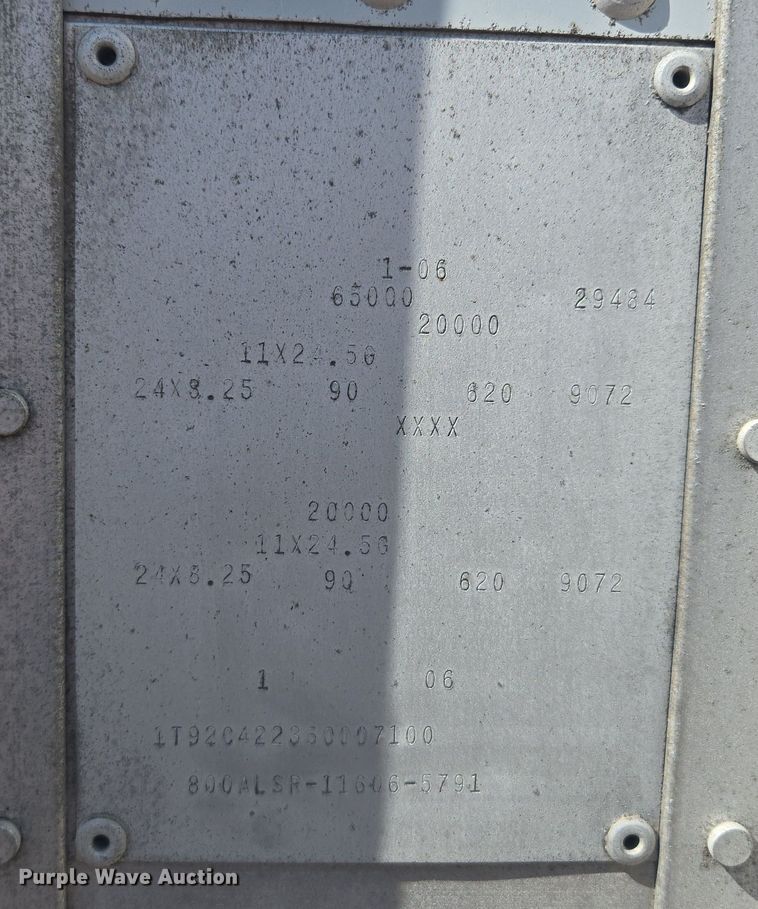 1-06
65000 29484
20000
11X24.5G
24X8.25 90 620 9072
XXXX
20000
11X24.5G
24X8.25 90 620 9072
1 06
800ALSR-11606-5791
Purple Wave Auction